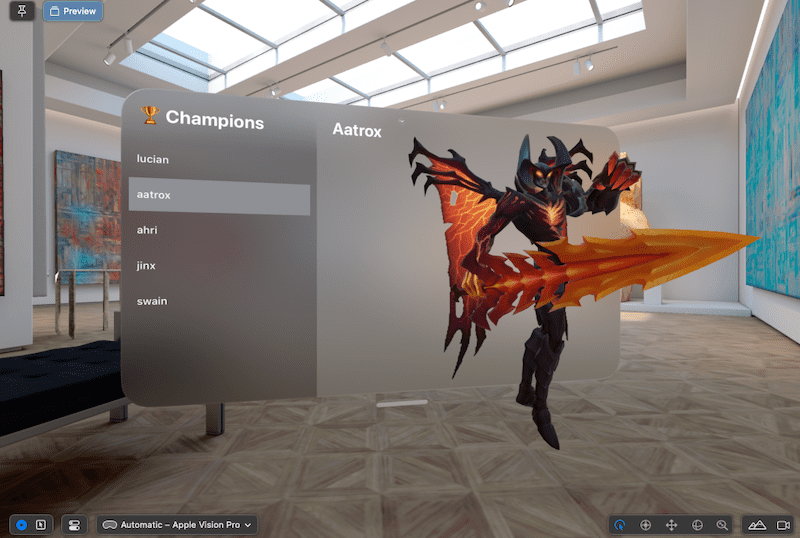 Preview
🏆 Champions
lucian
aatrox
ahri
jinx
swain
Aatrox
Automatic – Apple Vision Pro